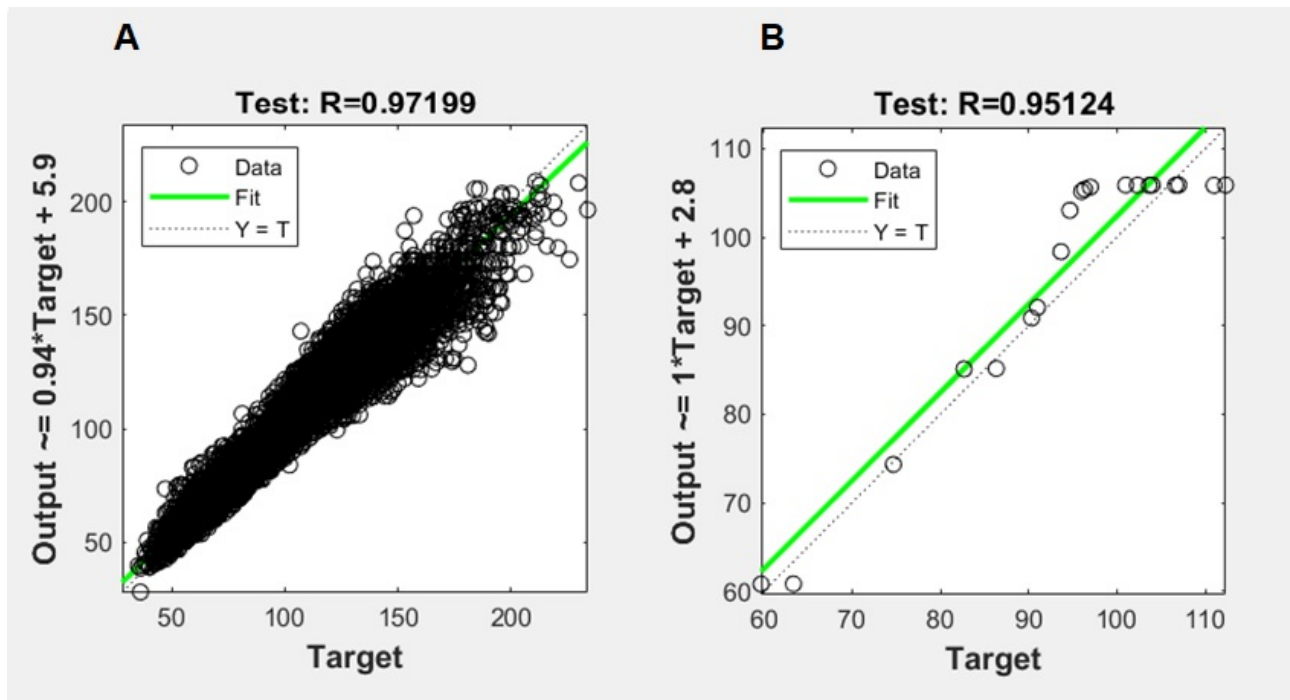 A
Test: R=0.97199
Data
Fit
Y = T
Output ~= 0.94*Target + 5.9
200
150
100
50
50
100
150
200
Target
B
Test: R=0.95124
Data
Fit
Y = T
Output ~= 1*Target + 2.8
110
100
90
80
70
60
60
70
80
90
100
110
Target